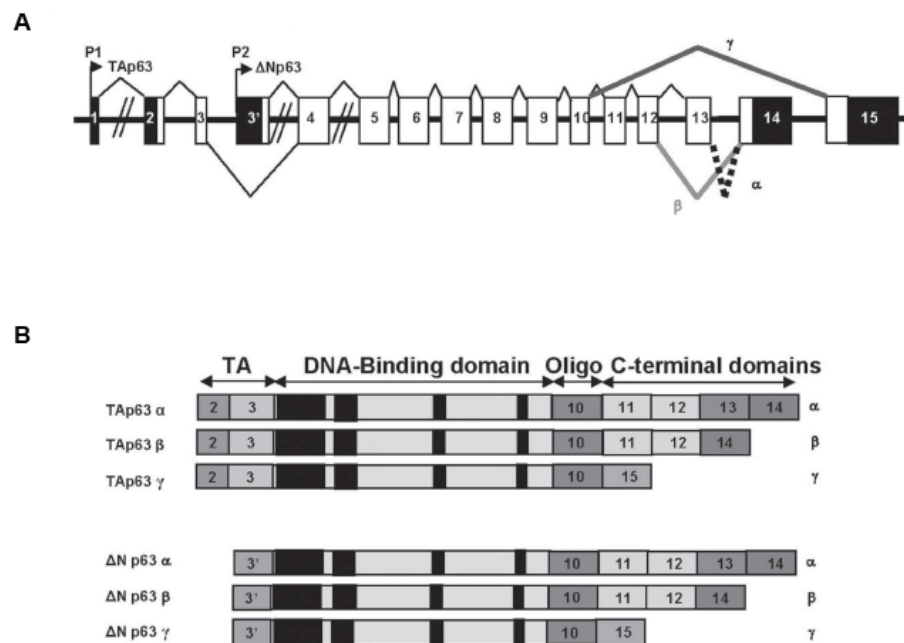 A
P1 TAp63 P2 ΔNp63 γ
1 2 3 3' 4 5 6 7 8 9 10 11 12 13 14 15
β α
B
TA DNA-Binding domain Oligo C-terminal domains
TAp63 α 2 3 10 11 12 13 14 α
TAp63 β 2 3 10 11 12 14 β
TAp63 γ 2 3 10 15 γ
ΔN p63 α 3' 10 11 12 13 14 α
ΔN p63 β 3' 10 11 12 14 β
ΔN p63 γ 3' 10 15 γ